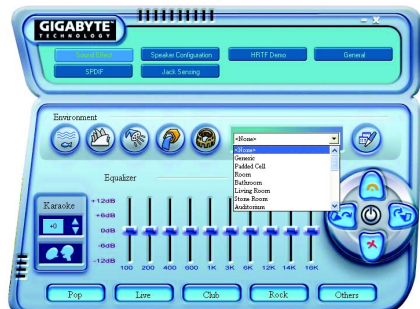 GIGABYTE
TECHNOLOGY
Sound Effect
Speaker Configuration
HRTF Demo
General
SPDIF
Jack Sensing
Environment
<None>
<None>
Generic
Padded Cell
Room
Bathroom
Living Room
Stone Room
Auditorium
Equalizer
Karaoke
+0
+12dB
+6dB
0dB
-6dB
-12dB
100 200 400 600 1K 3K 6K 12K 14K 16K
Pop
Live
Club
Rock
Others